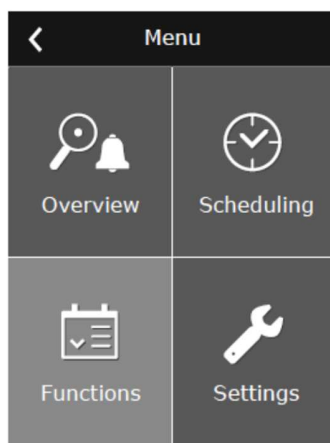 Menu
Overview
Scheduling
Functions
Settings